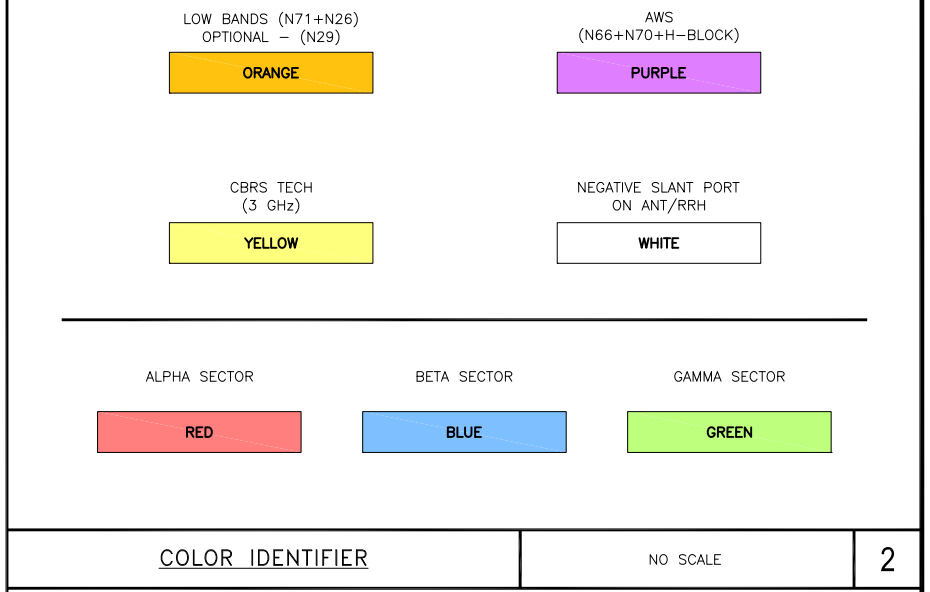 LOW BANDS (N71+N26)
OPTIONAL – (N29)
ORANGE
AWS
(N66+N70+H–BLOCK)
PURPLE
CBRS TECH
(3 GHz)
YELLOW
NEGATIVE SLANT PORT
ON ANT/RRH
WHITE
ALPHA SECTOR
RED
BETA SECTOR
BLUE
GAMMA SECTOR
GREEN
COLOR IDENTIFIER
NO SCALE
2